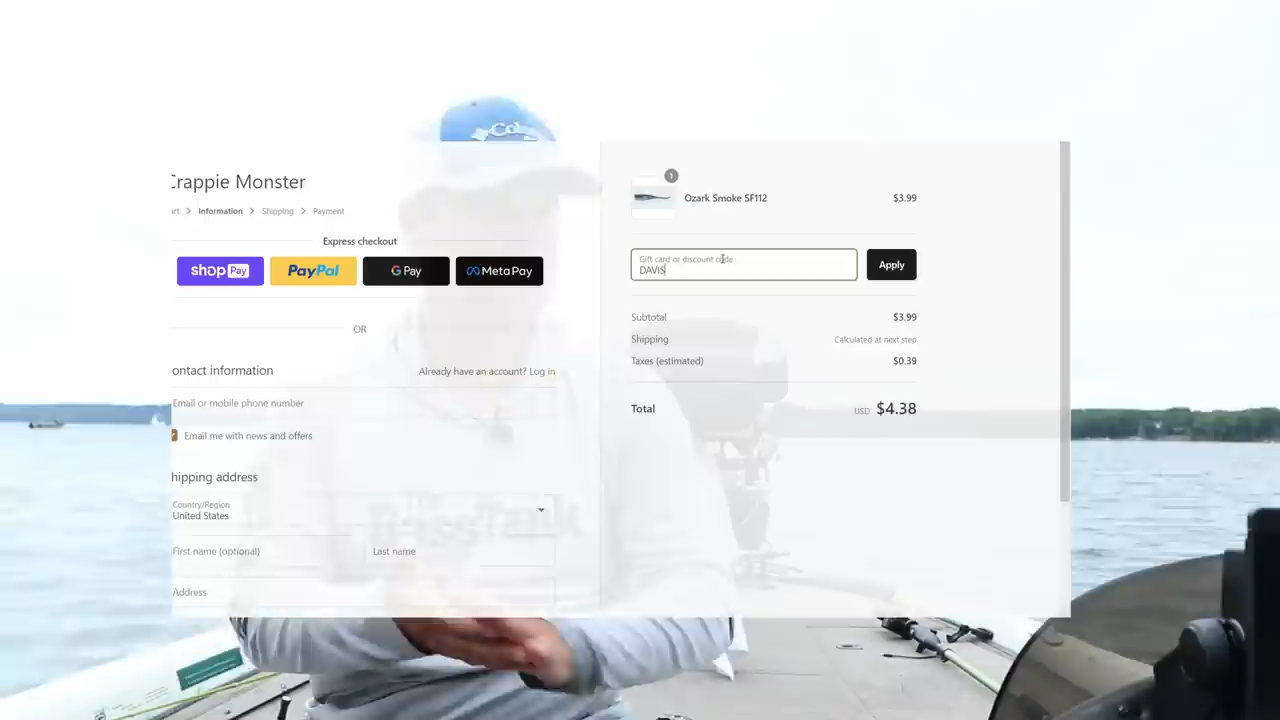 Col
Crappie Monster
Information > Shipping > Payment
Express checkout
shop Pay
PayPal
G Pay
Meta Pay
OR
ontact information
Already have an account? Log in
Email or mobile phone number
Email me with news and offers
hipping address
Country/Region
United States
First name (optional)
Last name
Address
1
Ozark Smoke SF112
$3.99
Gift card or discount code
DAVIS
Apply
Subtotal
$3.99
Shipping
Calculated at next step
Taxes (estimated)
$0.39
Total
USD $4.38